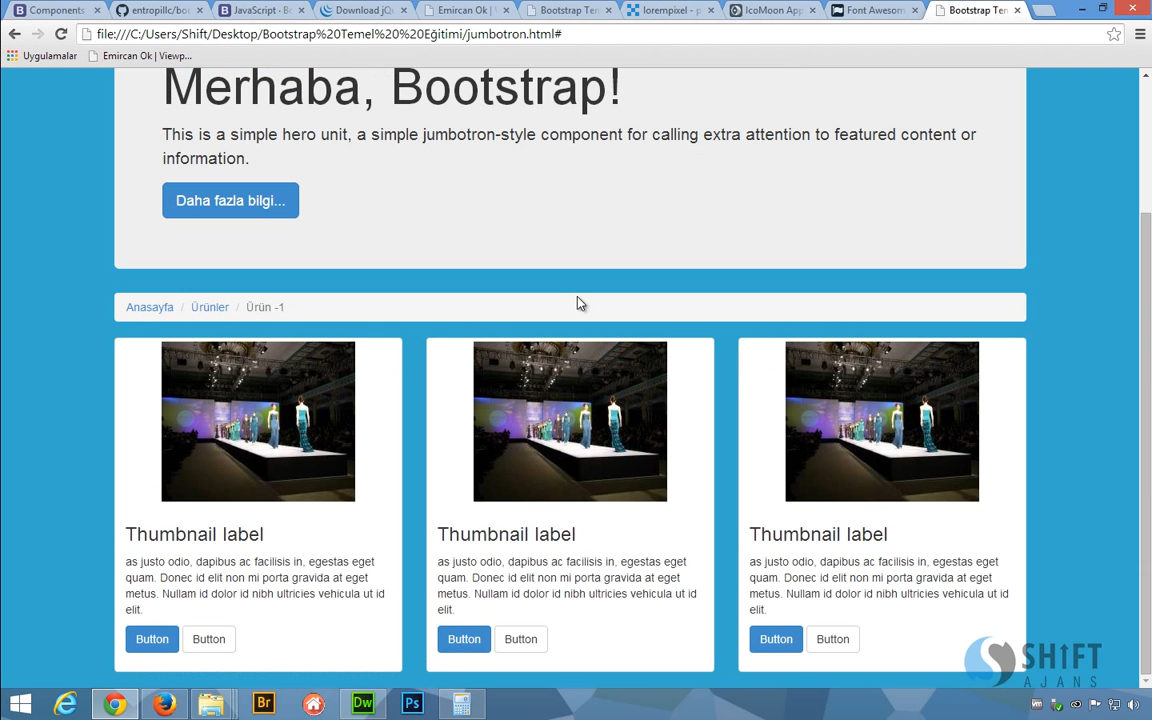 Components
entropillc/boo
JavaScript · Bo
Download jQ
Emircan Ok | V
Bootstrap Ten
lorempixel - p
IcoMoon App
Font Awesom
Bootstrap Ten
file:///C:/Users/Shift/Desktop/Bootstrap%20Temel%20%20Eğitimi/jumbotron.html#
Uygulamalar
Emircan Ok | Viewp...
Merhaba, Bootstrap!
This is a simple hero unit, a simple jumbotron-style component for calling extra attention to featured content or
information.
Daha fazla bilgi...
Anasayfa / Ürünler / Ürün -1
Thumbnail label
as justo odio, dapibus ac facilisis in, egestas eget
quam. Donec id elit non mi porta gravida at eget
metus. Nullam id dolor id nibh ultricies vehicula ut id
elit.
Button Button
Thumbnail label
as justo odio, dapibus ac facilisis in, egestas eget
quam. Donec id elit non mi porta gravida at eget
metus. Nullam id dolor id nibh ultricies vehicula ut id
elit.
Button Button
Thumbnail label
as justo odio, dapibus ac facilisis in, egestas eget
quam. Donec id elit non mi porta gravida at eget
metus. Nullam id dolor id nibh ultricies vehicula ut id
elit.
Button Button
SHIFT
AJANS
Br
Dw
Ps